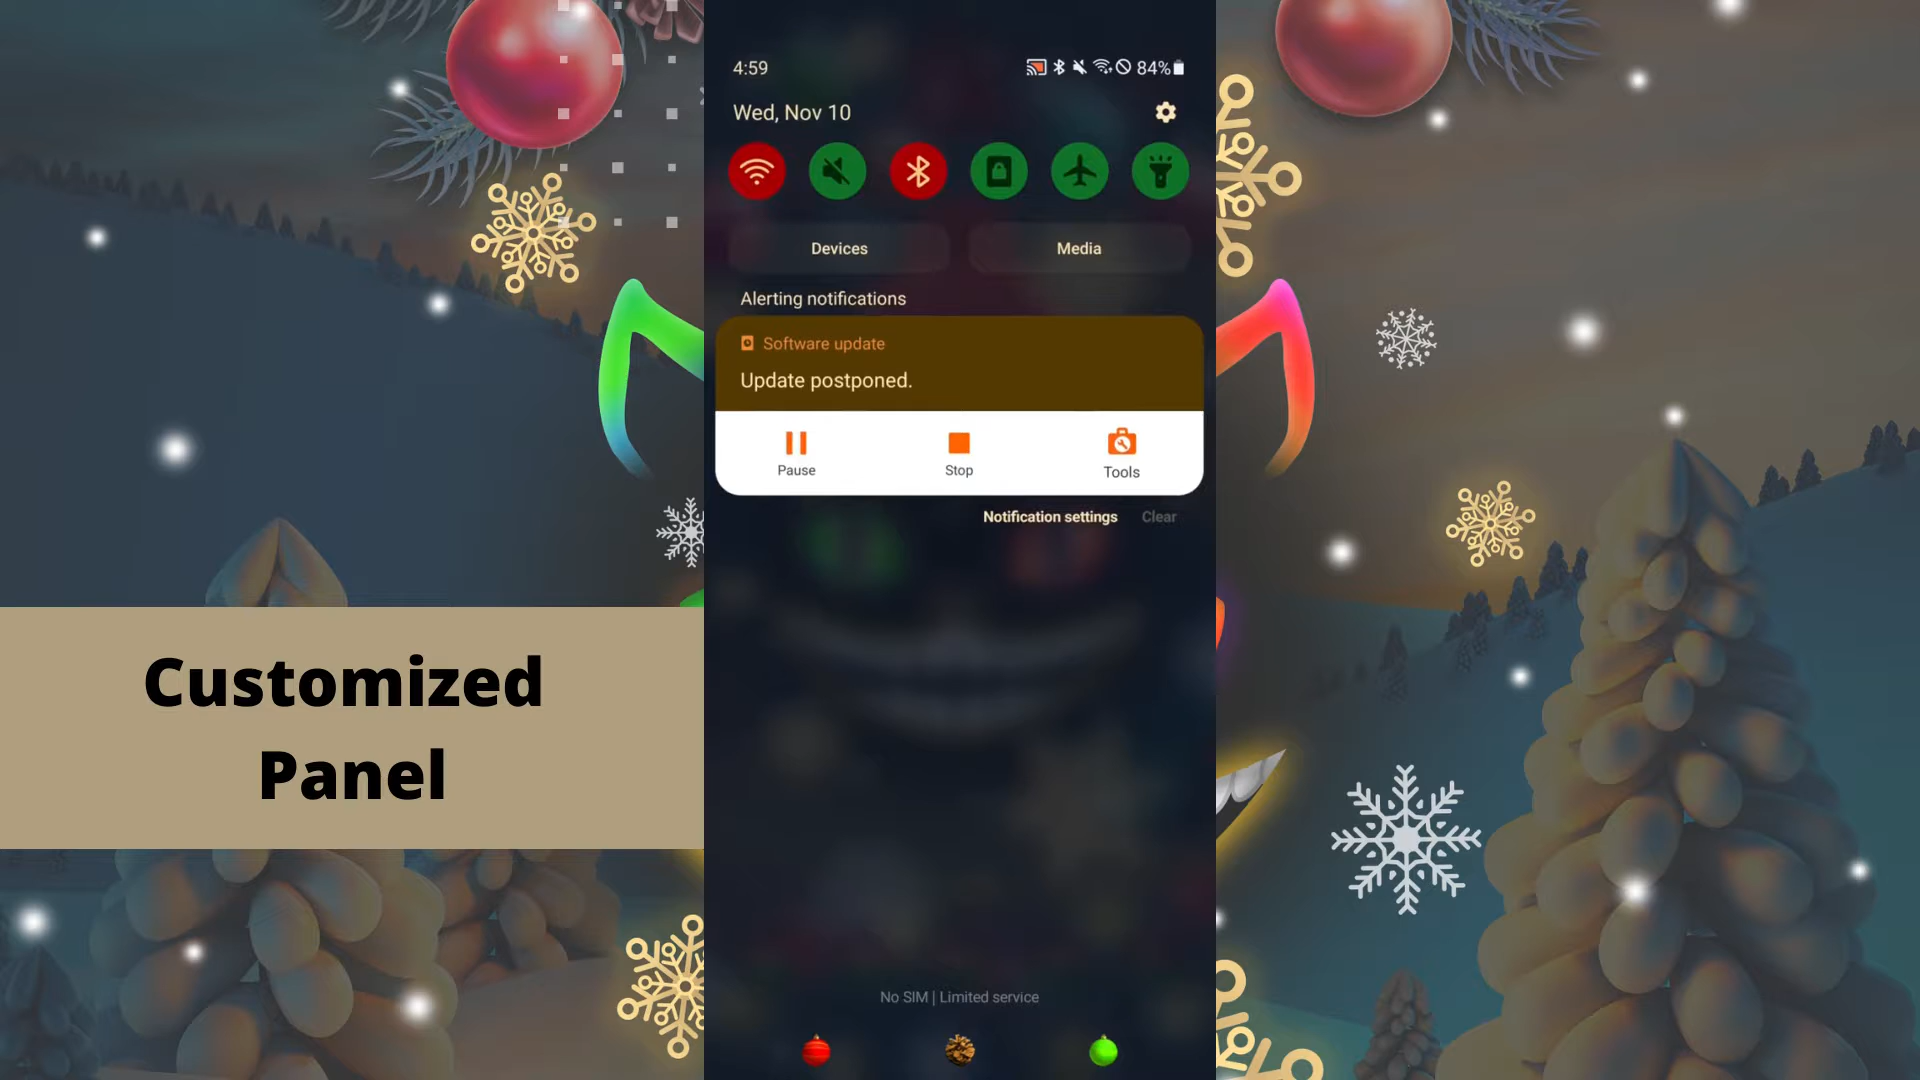 4:59
84%
Wed, Nov 10
Devices
Media
Alerting notifications
Software update
Update postponed.
Pause
Stop
Tools
Notification settings
Clear
Customized
Panel
No SIM | Limited service